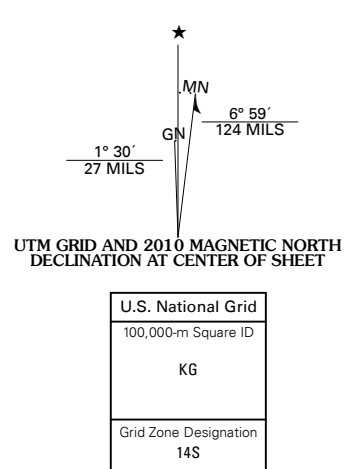 ★
MN
GN
6° 59´
124 MILS
1° 30´
27 MILS
UTM GRID AND 2010 MAGNETIC NORTH
DECLINATION AT CENTER OF SHEET
U.S. National Grid
100,000-m Square ID
KG
Grid Zone Designation
14S